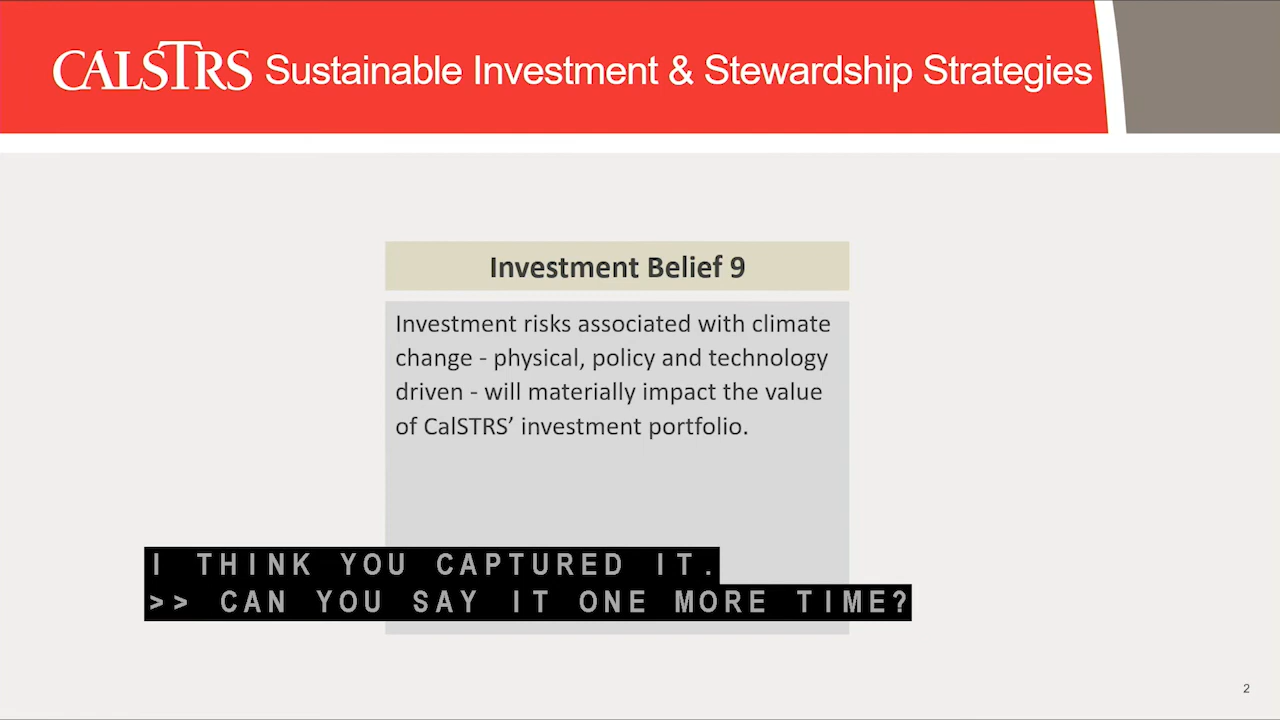 CALSTRS Sustainable Investment & Stewardship Strategies
Investment Belief 9
Investment risks associated with climate
change - physical, policy and technology
driven - will materially impact the value
of CalSTRS’ investment portfolio.
I THINK YOU CAPTURED IT.
>> CAN YOU SAY IT ONE MORE TIME?
2